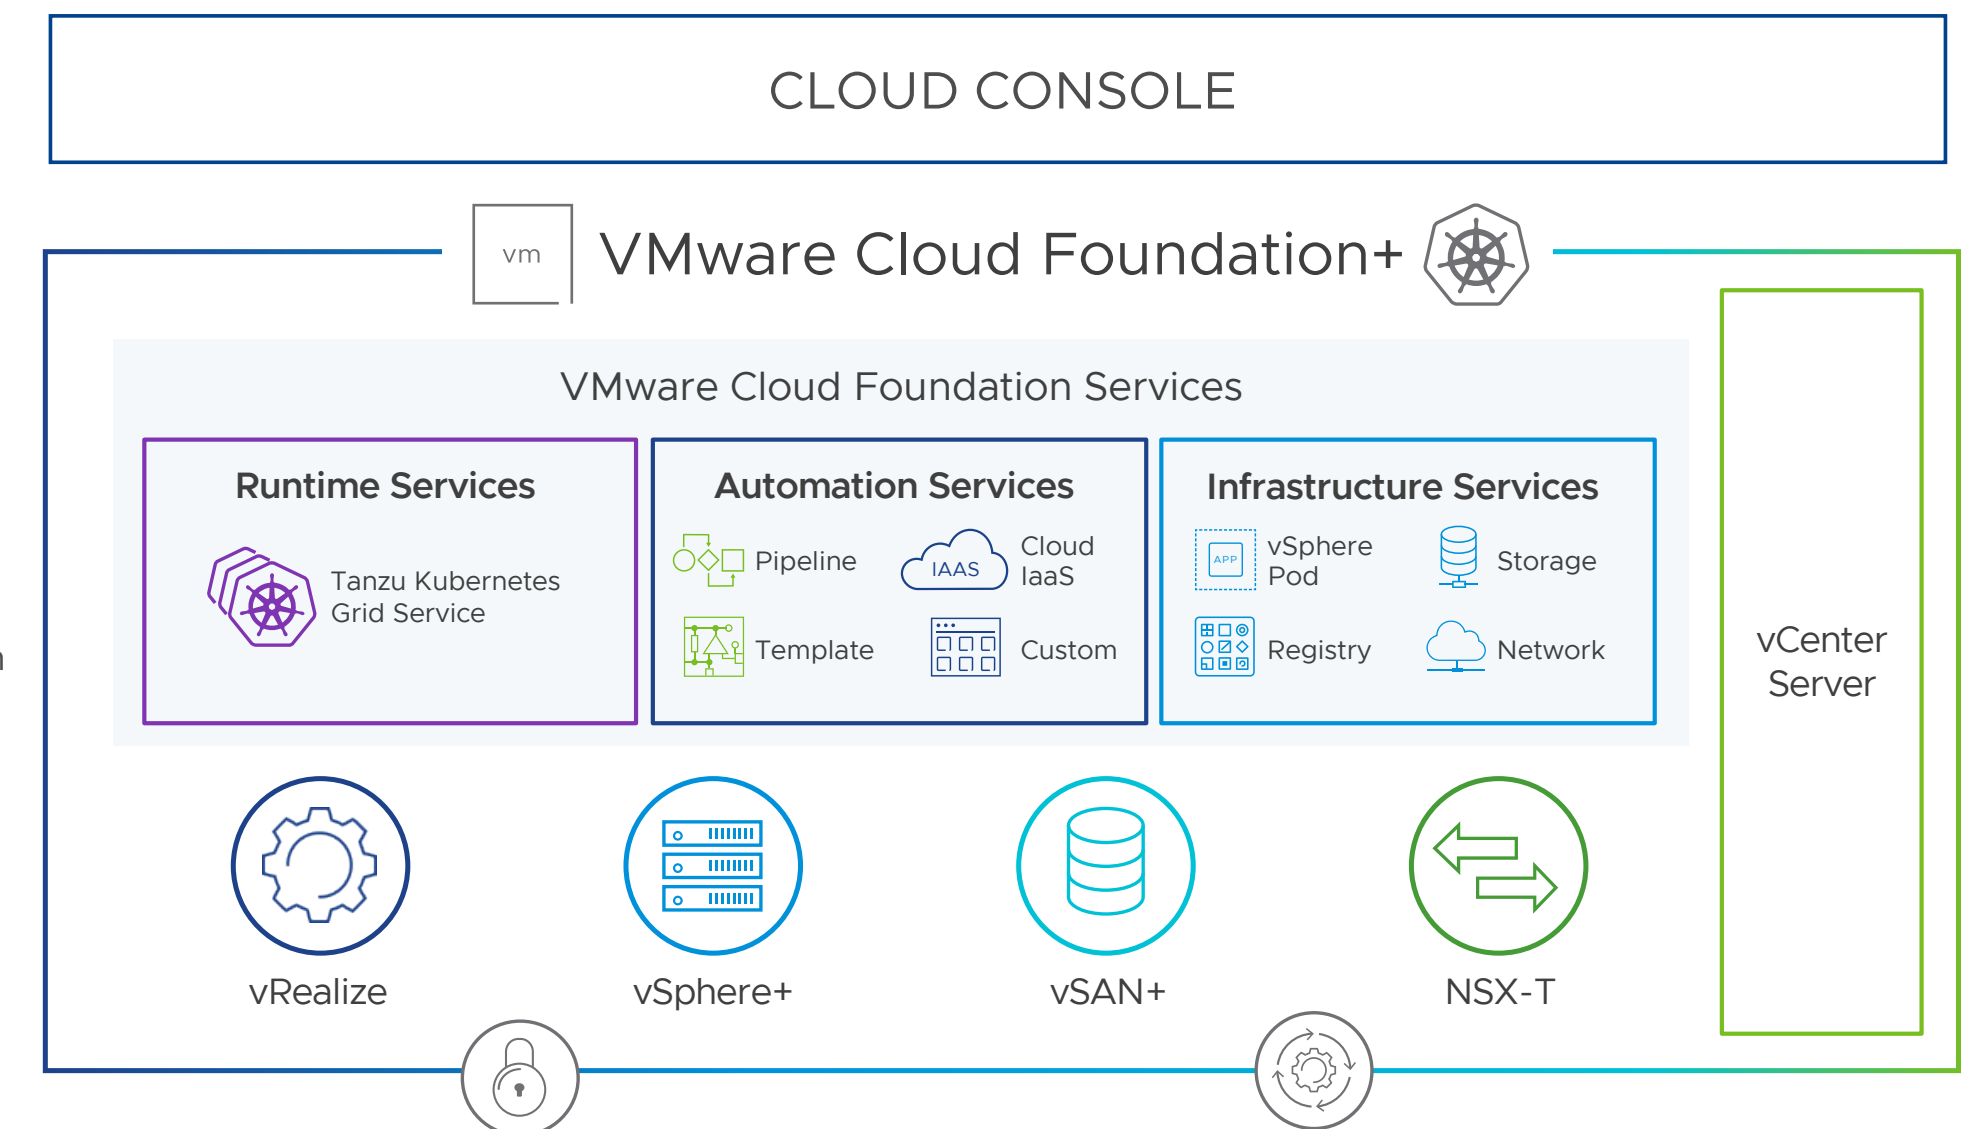 CLOUD CONSOLE
vm
VMware Cloud Foundation+
VMware Cloud Foundation Services
Runtime Services
Tanzu Kubernetes
Grid Service
Automation Services
Pipeline
IAAS
Cloud
IaaS
Template
Custom
Infrastructure Services
APP
vSphere
Pod
Storage
Registry
Network
vCenter
Server
vRealize
vSphere+
vSAN+
NSX-T